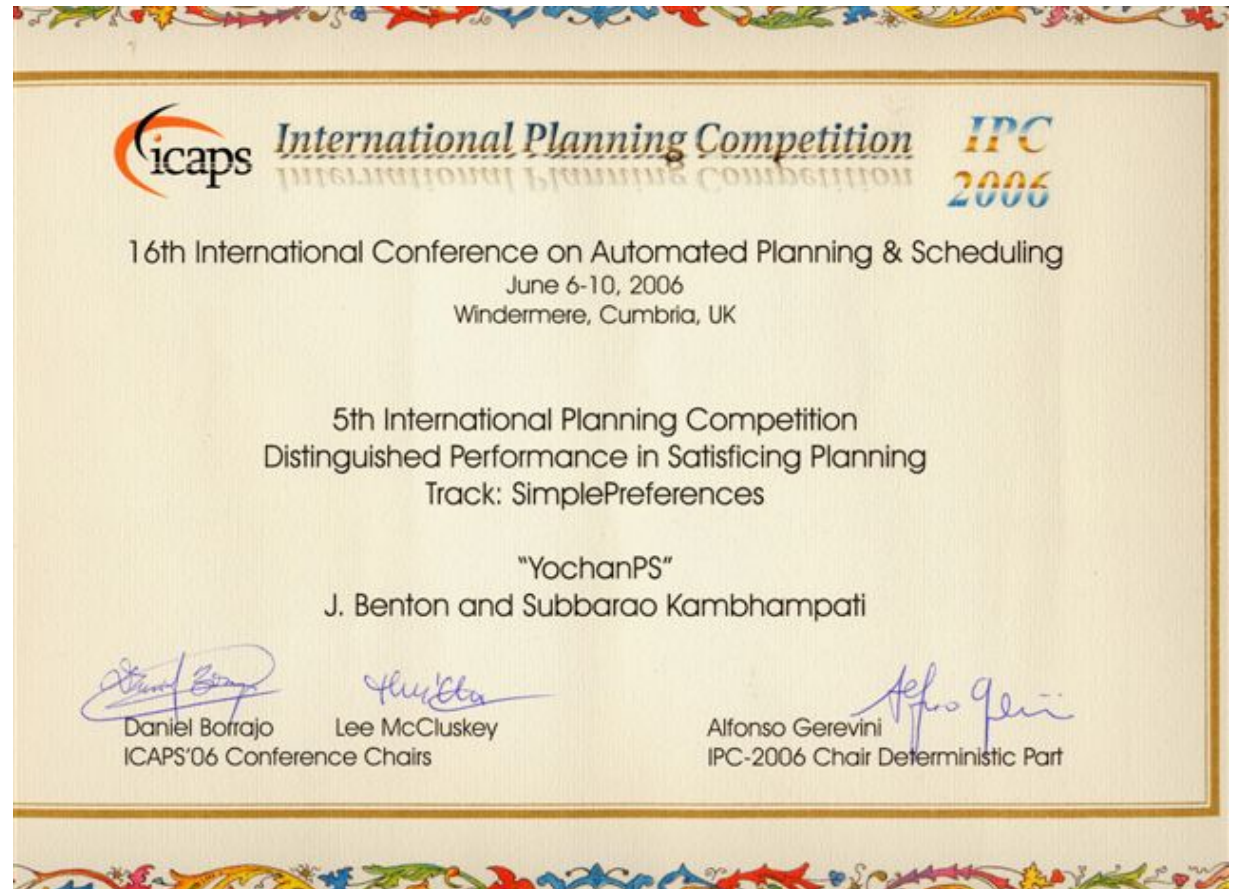 icaps International Planning Competition IPC
2006
16th International Conference on Automated Planning & Scheduling
June 6-10, 2006
Windermere, Cumbria, UK
5th International Planning Competition
Distinguished Performance in Satisficing Planning
Track: SimplePreferences
"YochanPS"
J. Benton and Subbarao Kambhampati
Daniel Borrajo Lee McCluskey Alfonso Gerevini
ICAPS'06 Conference Chairs IPC-2006 Chair Deterministic Part